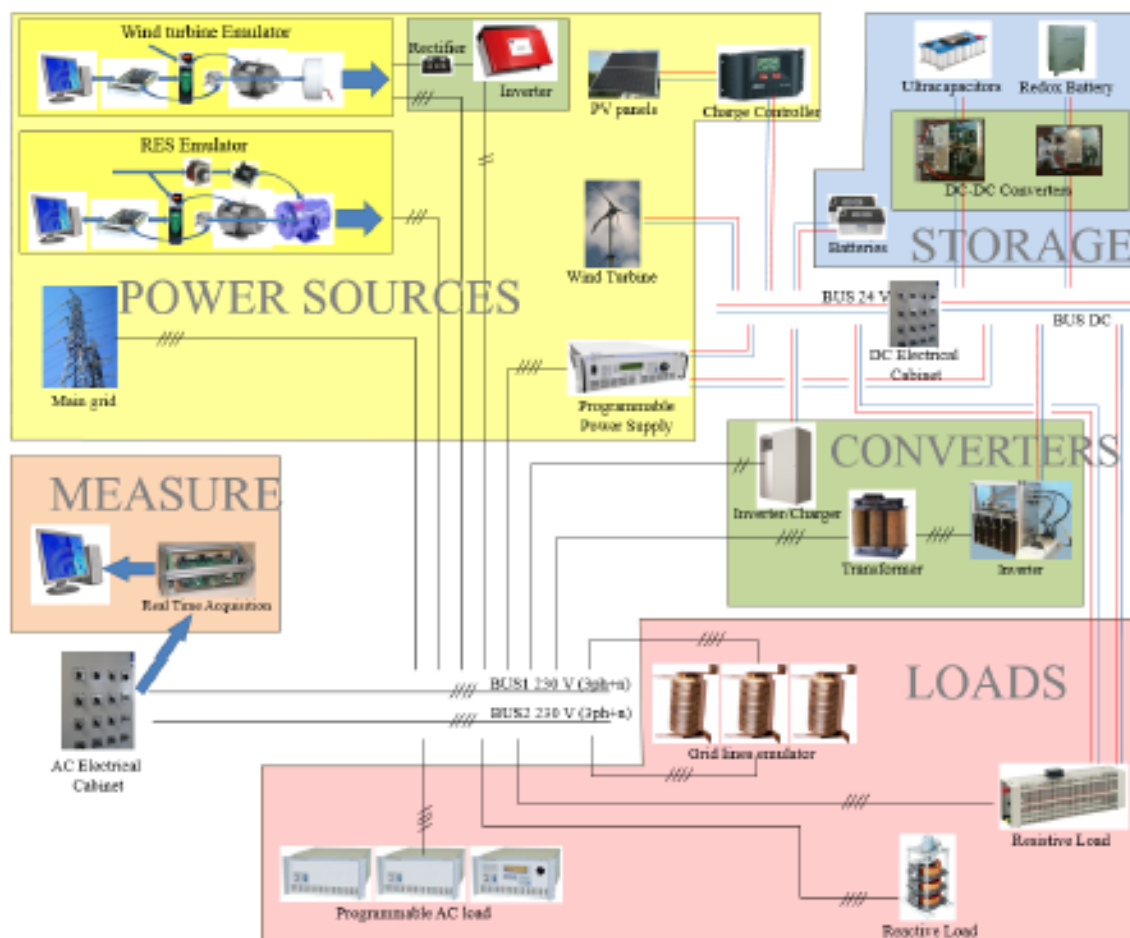 Wind turbine Emulator
Rectifier
Inverter
PV panels
Charge Controller
Ultracapacitors
Redox Battery
DC-DC Converters
Batteries
STORAGE
RES Emulator
Wind Turbine
POWER SOURCES
BUS 24 V
BUS DC
DC Electrical
Cabinet
Main grid
Programmable
Power Supply
CONVERTERS
Inverter/Charger
Transformer
Inverter
MEASURE
Real Time Acquisition
BUS1 230 V (3ph+n)
BUS2 230 V (3ph+n)
LOADS
Grid lines emulator
AC Electrical
Cabinet
Resistive Load
Programmable AC load
Reactive Load